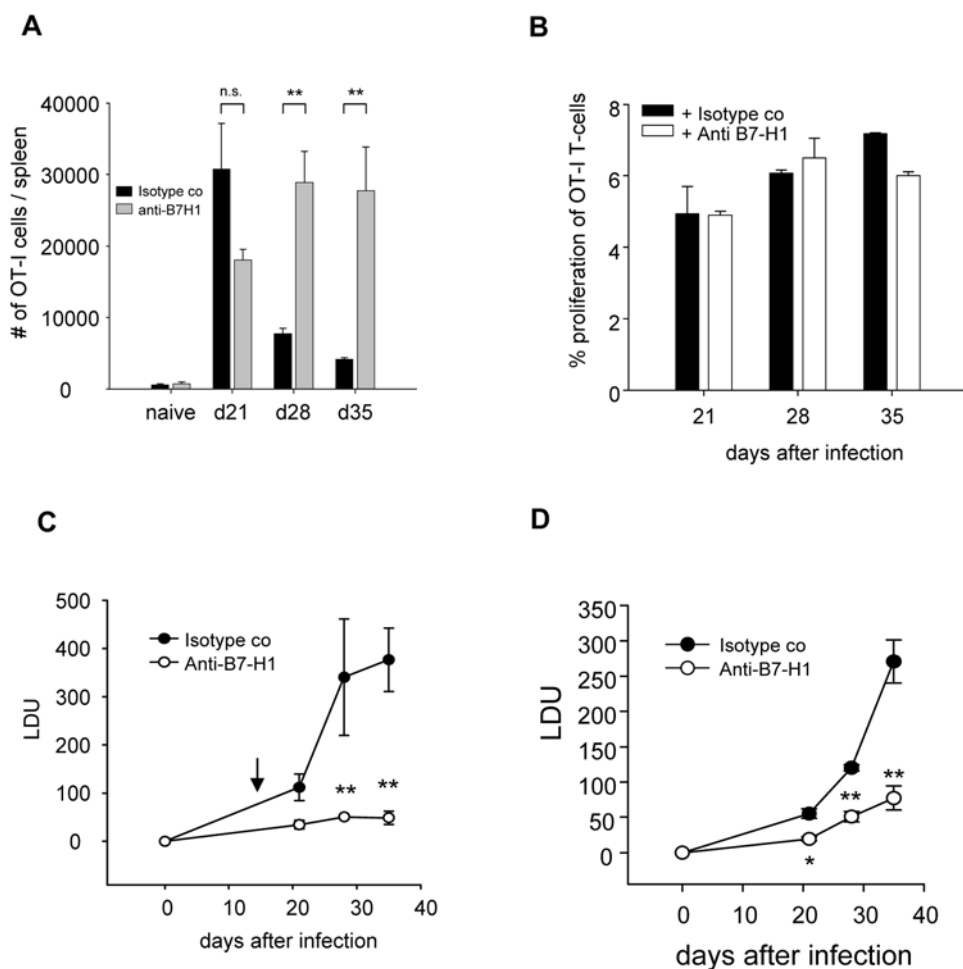 A
n.s.
**
**
40000
30000
20000
10000
0
# of OT-I cells / spleen
Isotype co
anti-B7H1
naive
d21
d28
d35
B
8
6
4
2
0
% proliferation of OT-I T-cells
+ Isotype co
+ Anti B7-H1
21
28
35
days after infection
C
500
400
300
200
100
0
LDU
Isotype co
Anti-B7-H1
**
**
0
10
20
30
40
days after infection
D
350
300
250
200
150
100
50
0
LDU
Isotype co
Anti-B7-H1
*
**
**
0
10
20
30
40
days after infection